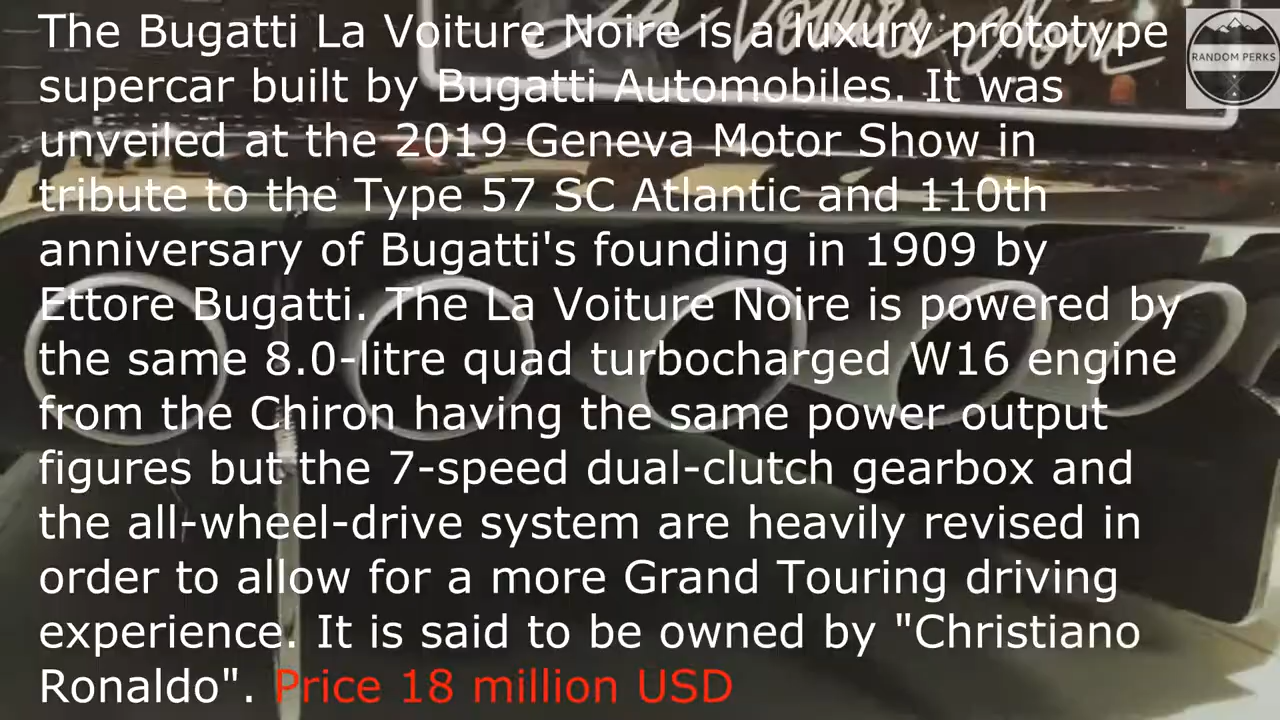 The Bugatti La Voiture Noire is a luxury prototype
supercar built by Bugatti Automobiles. It was
unveiled at the 2019 Geneva Motor Show in
tribute to the Type 57 SC Atlantic and 110th
anniversary of Bugatti's founding in 1909 by
Ettore Bugatti. The La Voiture Noire is powered by
the same 8.0-litre quad turbocharged W16 engine
from the Chiron having the same power output
figures but the 7-speed dual-clutch gearbox and
the all-wheel-drive system are heavily revised in
order to allow for a more Grand Touring driving
experience. It is said to be owned by "Christiano
Ronaldo". Price 18 million USD
La Voiture Noire
RANDOM PERKS